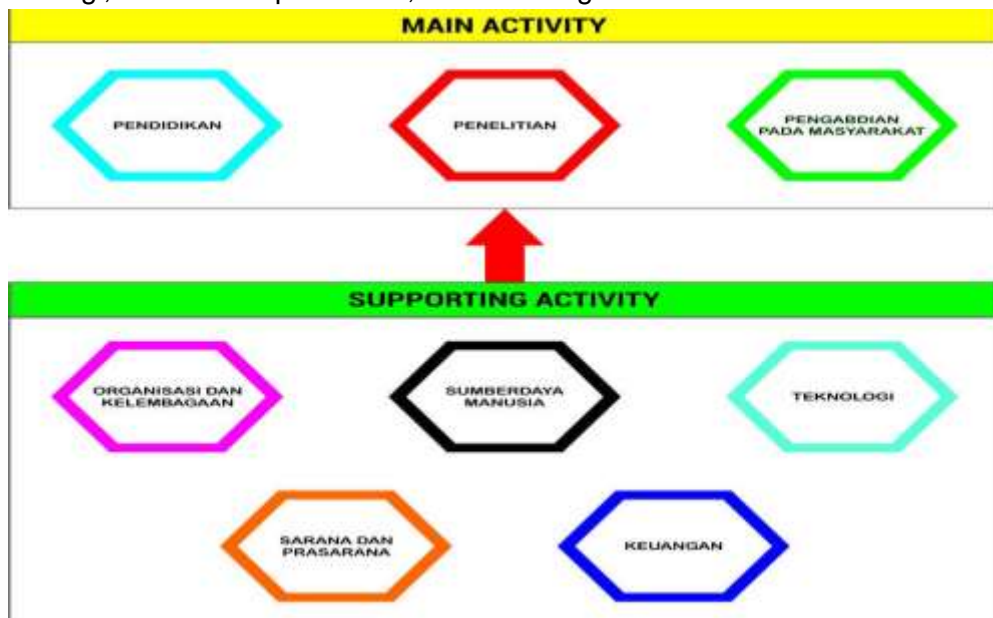 MAIN ACTIVITY
PENDIDIKAN
PENELITIAN
PENGABDIAN
PADA MASYARAKAT
SUPPORTING ACTIVITY
ORGANiSASi DAN
KELEMBAGAAN
SUMBERDAYA
MANUSIA
TEKNOLOGI
SARANA DAN
PRASARANA
KEUANGAN